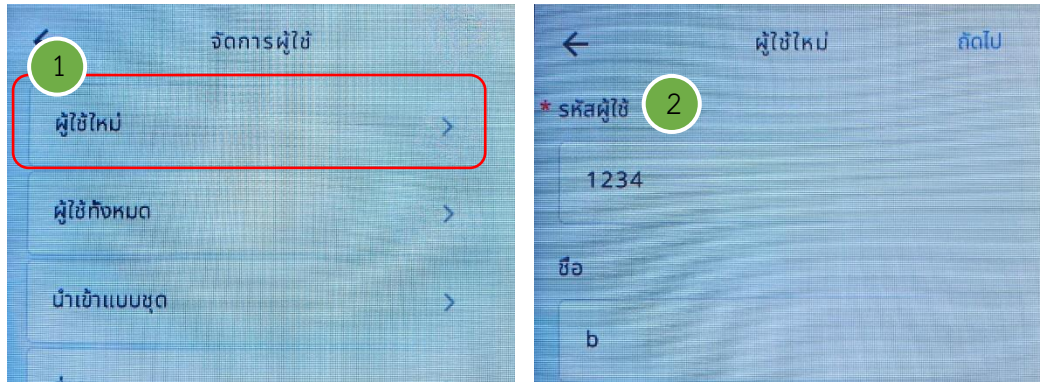 จัดการผู้ใช้
1
ผู้ใช้ใหม่
ผู้ใช้ทั้งหมด
นำเข้าแบบชุด
ผู้ใช้ใหม่
ถัดไป
* รหัสผู้ใช้
2
1234
ชื่อ
b